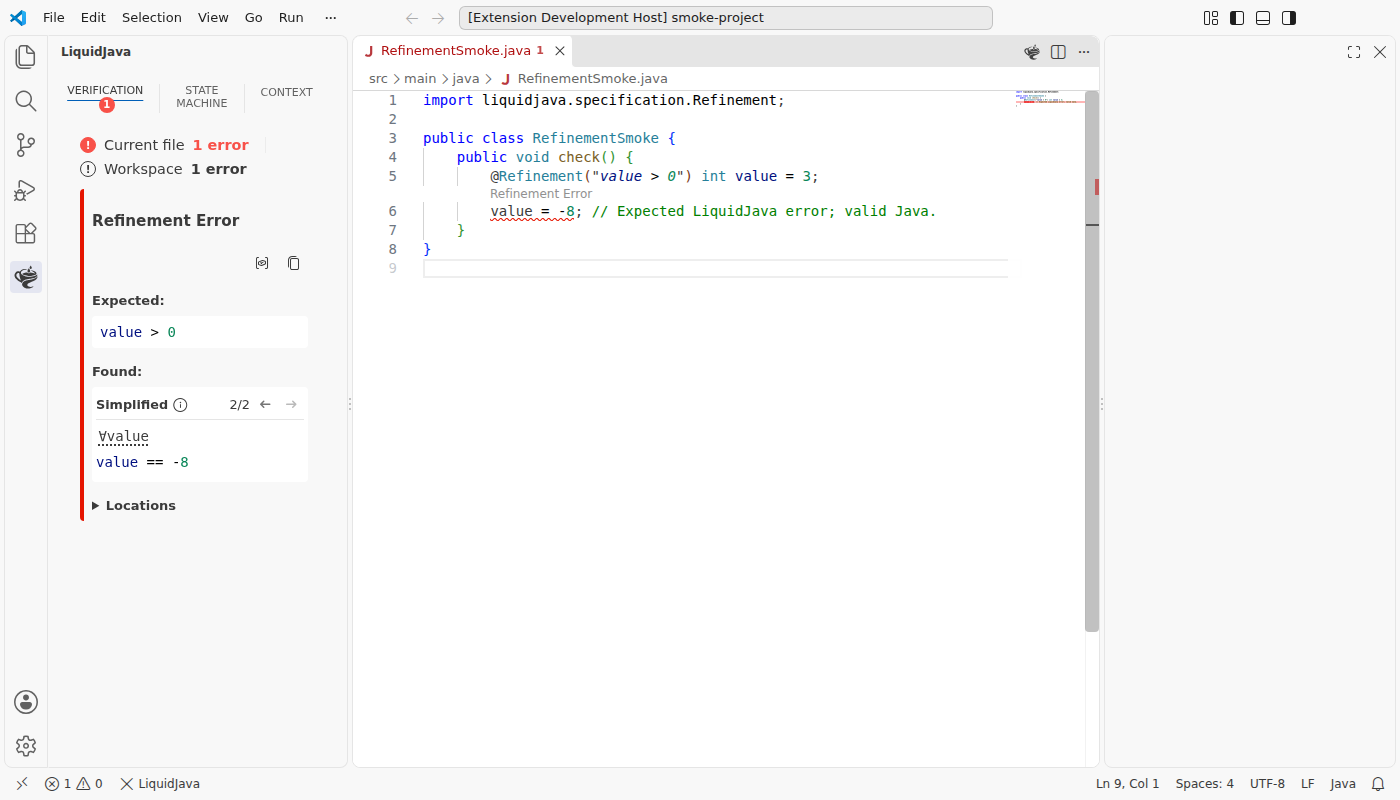 File Edit Selection View Go Run ···
[Extension Development Host] smoke-project
LiquidJava
VERIFICATION 1
STATE MACHINE
CONTEXT
Current file 1 error
Workspace 1 error
Refinement Error
Expected:
value > 0
Found:
Simplified 2/2 ← →
∀value
value == -8
Locations
RefinementSmoke.java 1
src > main > java > RefinementSmoke.java
1 import liquidjava.specification.Refinement;
2
3 public class RefinementSmoke {
4     public void check() {
5         @Refinement("value > 0") int value = 3;
Refinement Error
6         value = -8; // Expected LiquidJava error; valid Java.
7     }
8 }
9
1 0 LiquidJava
Ln 9, Col 1 Spaces: 4 UTF-8 LF Java